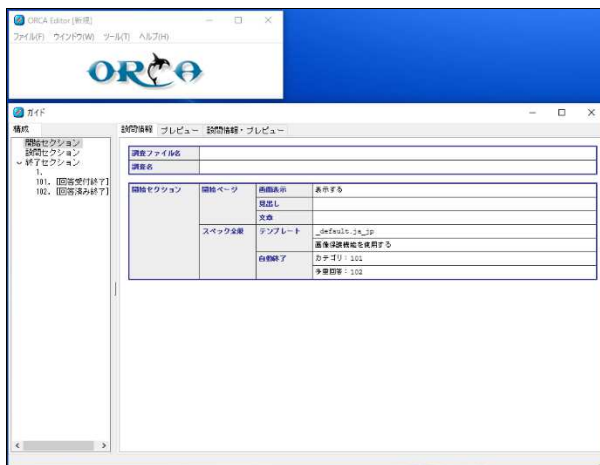 ORCA Editor [新規]
ファイル(F) ウインドウ(W) ツール(T) ヘルプ(H)
ORCA
ガイド
構成
設問情報 プレビュー 設問情報・プレビュー
開始セクション
設問セクション
終了セクション
1.
101. [回答受付終了]
102. [回答済み終了]
調査ファイル名
調査名
開始セクション 開始ページ 画面表示 表示する
見出し
文章
スペック全般 テンプレート _default.ja_jp
画像保護機能を使用する
自動終了 カテゴリ：101
多重回答：102